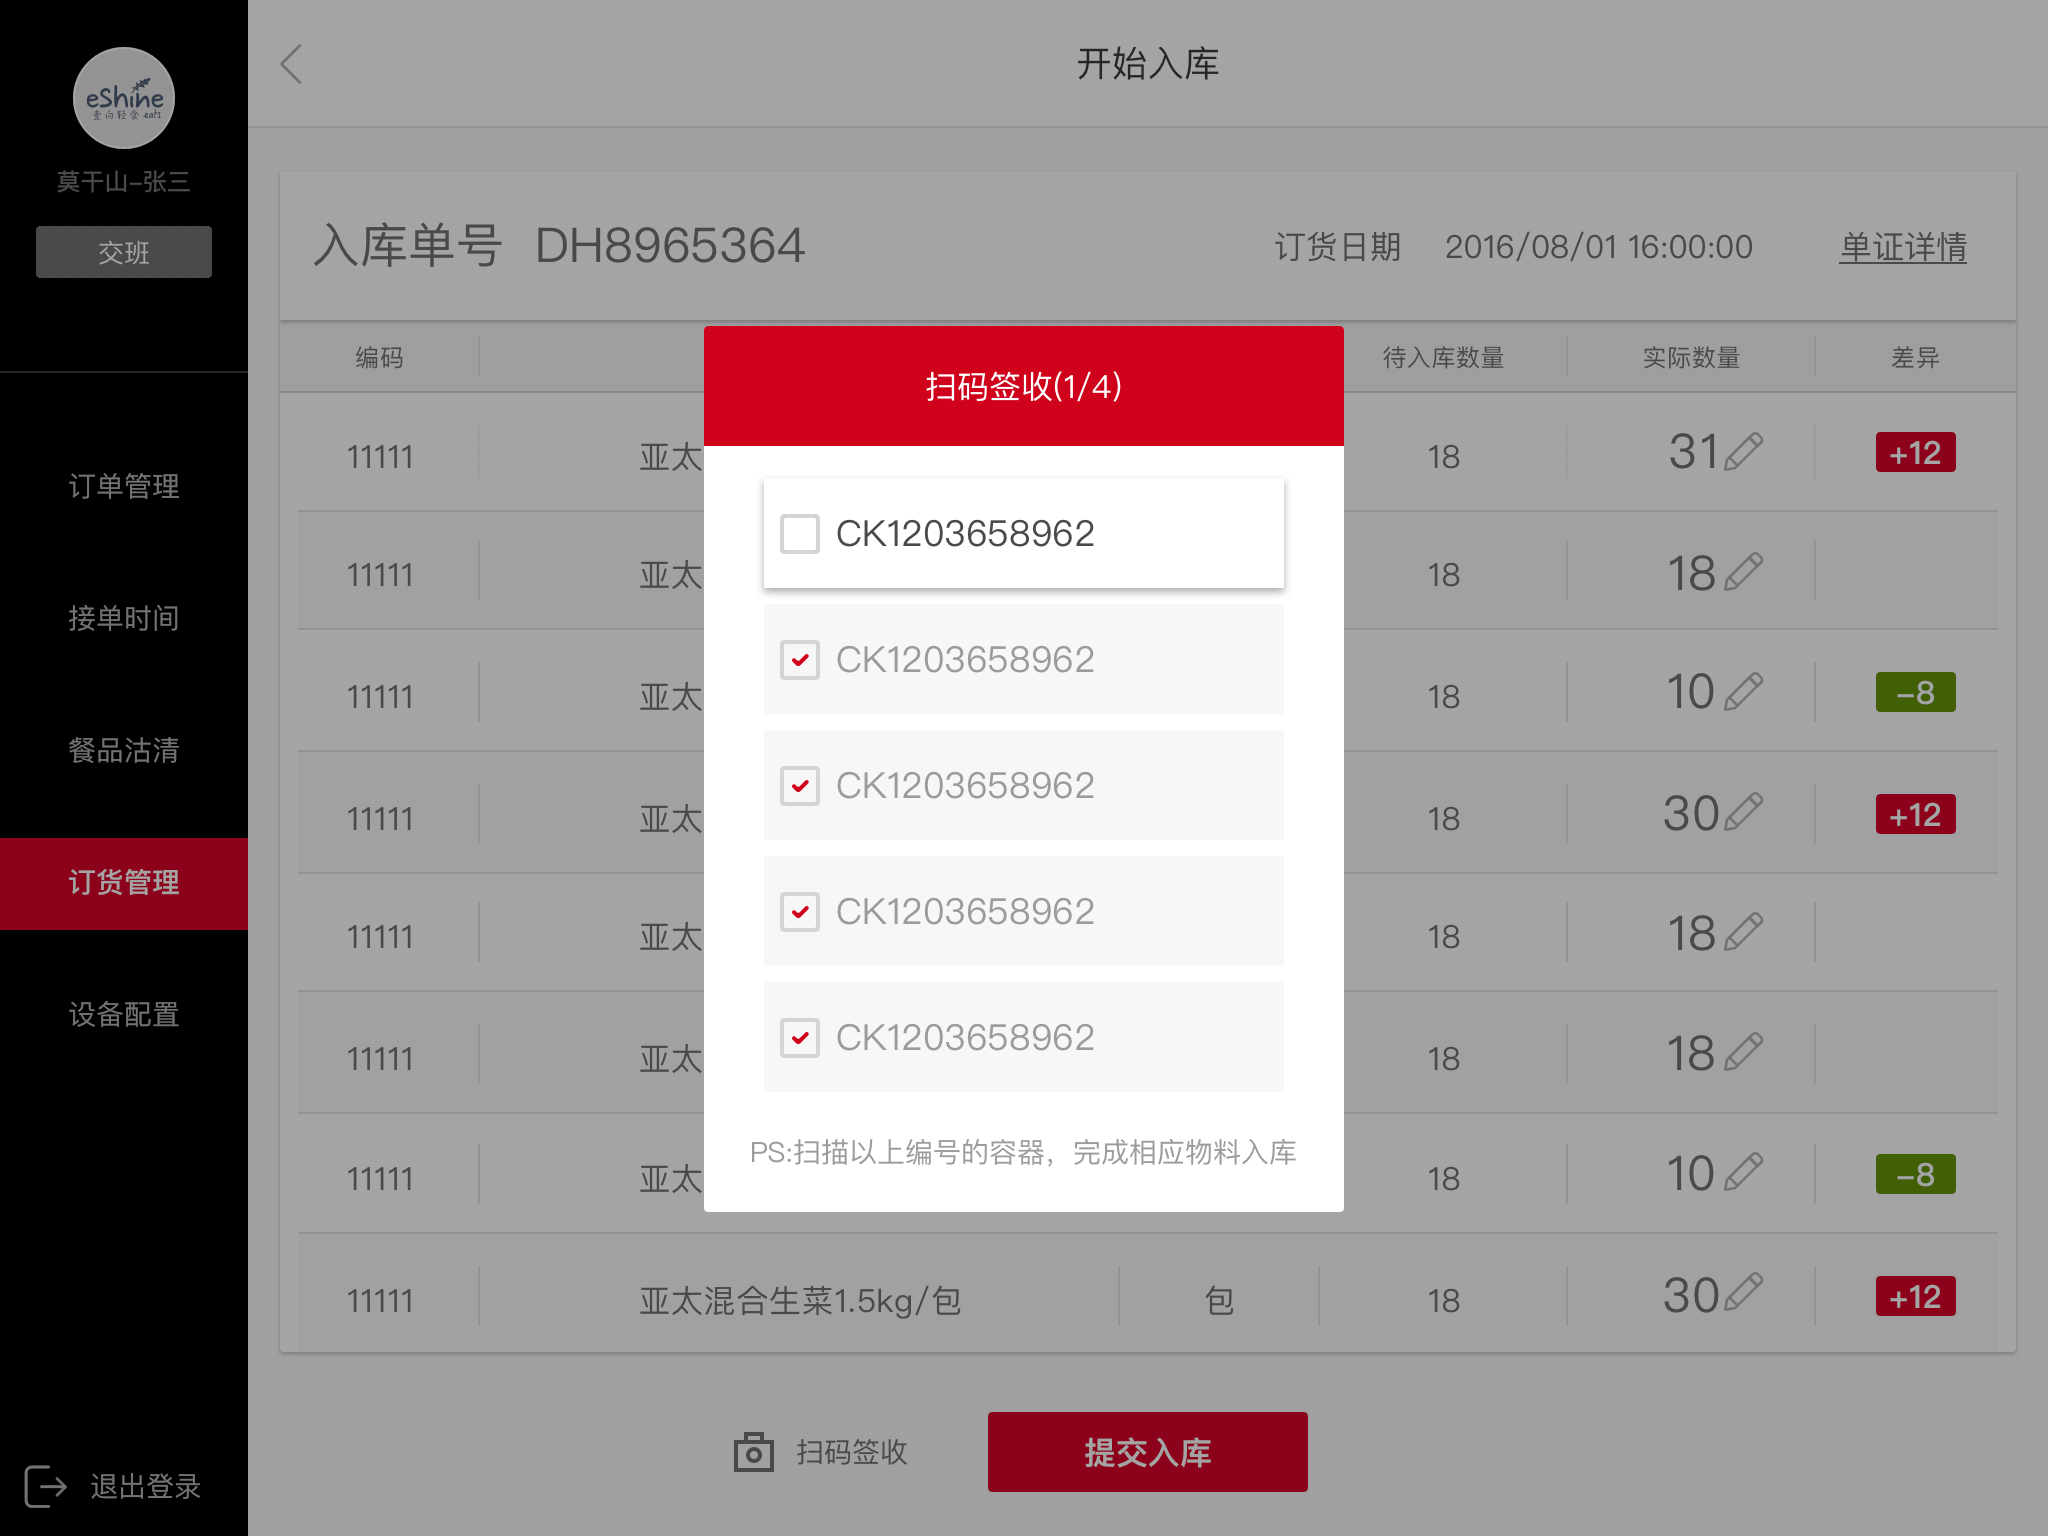 eShine
壹向轻食 eats
莫干山-张三
交班
订单管理
接单时间
餐品沽清
订货管理
设备配置
退出登录
开始入库
入库单号 DH8965364 订货日期 2016/08/01 16:00:00 单证详情
编码 待入库数量 实际数量 差异
11111 亚太 18 31 +12
11111 亚太 18 18
11111 亚太 18 10 -8
11111 亚太 18 30 +12
11111 亚太 18 18
11111 亚太 18 18
11111 亚太 18 10 -8
11111 亚太混合生菜1.5kg/包 包 18 30 +12
扫码签收(1/4)
CK1203658962
CK1203658962
CK1203658962
CK1203658962
CK1203658962
PS:扫描以上编号的容器，完成相应物料入库
扫码签收
提交入库